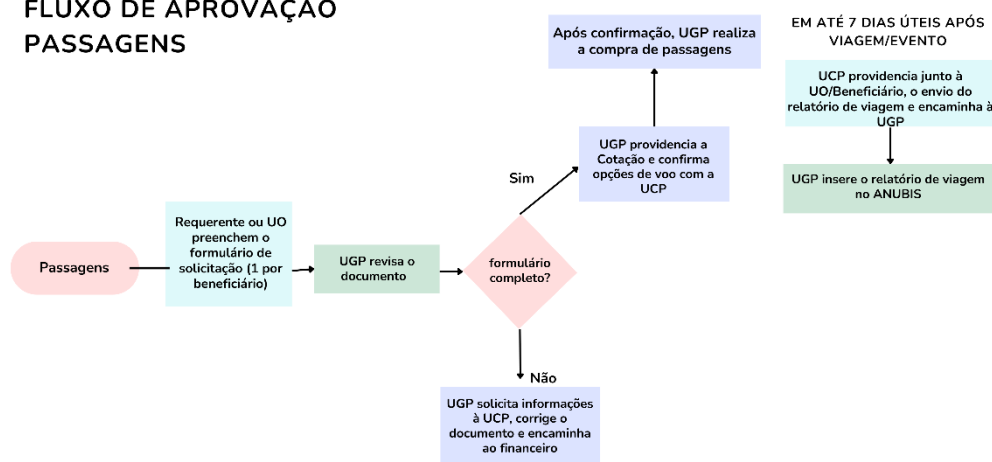 FLUXO DE APROVAÇÃO
PASSAGENS
Passagens
Requerente ou UO
preenchem o
formulário de
solicitação (1 por
beneficiário)
UGP revisa o
documento
formulário
completo?
Sim
UGP providencia a
Cotação e confirma
opções de voo com a
UCP
Após confirmação, UGP realiza
a compra de passagens
Não
UGP solicita informações
à UCP, corrige o
documento e encaminha
ao financeiro
EM ATÉ 7 DIAS ÚTEIS APÓS
VIAGEM/EVENTO
UCP providencia junto à
UO/Beneficiário, o envio do
relatório de viagem e encaminha à
UGP
UGP insere o relatório de viagem
no ANUBIS